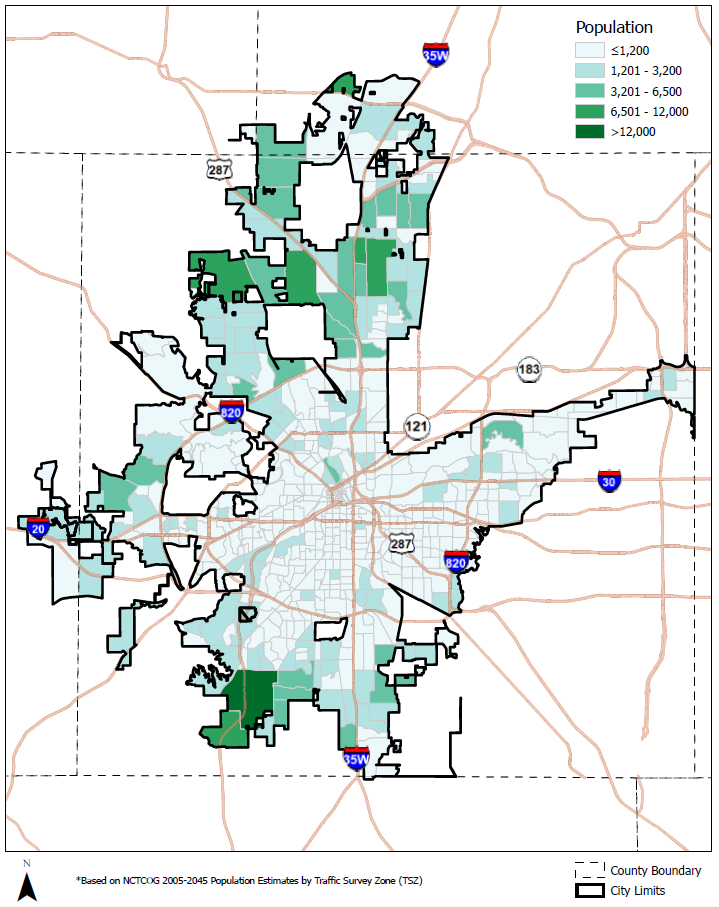 Population
≤1,200
1,201 - 3,200
3,201 - 6,500
6,501 - 12,000
>12,000
35W
287
183
820
121
30
20
287
820
35W
N
*Based on NCTCOG 2005-2045 Population Estimates by Traffic Survey Zone (TSZ)
County Boundary
City Limits